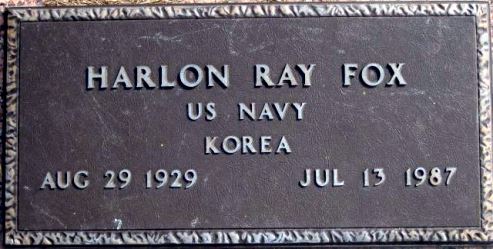 HARLON RAY FOX
US NAVY
KOREA
AUG 29 1929 JUL 13 1987